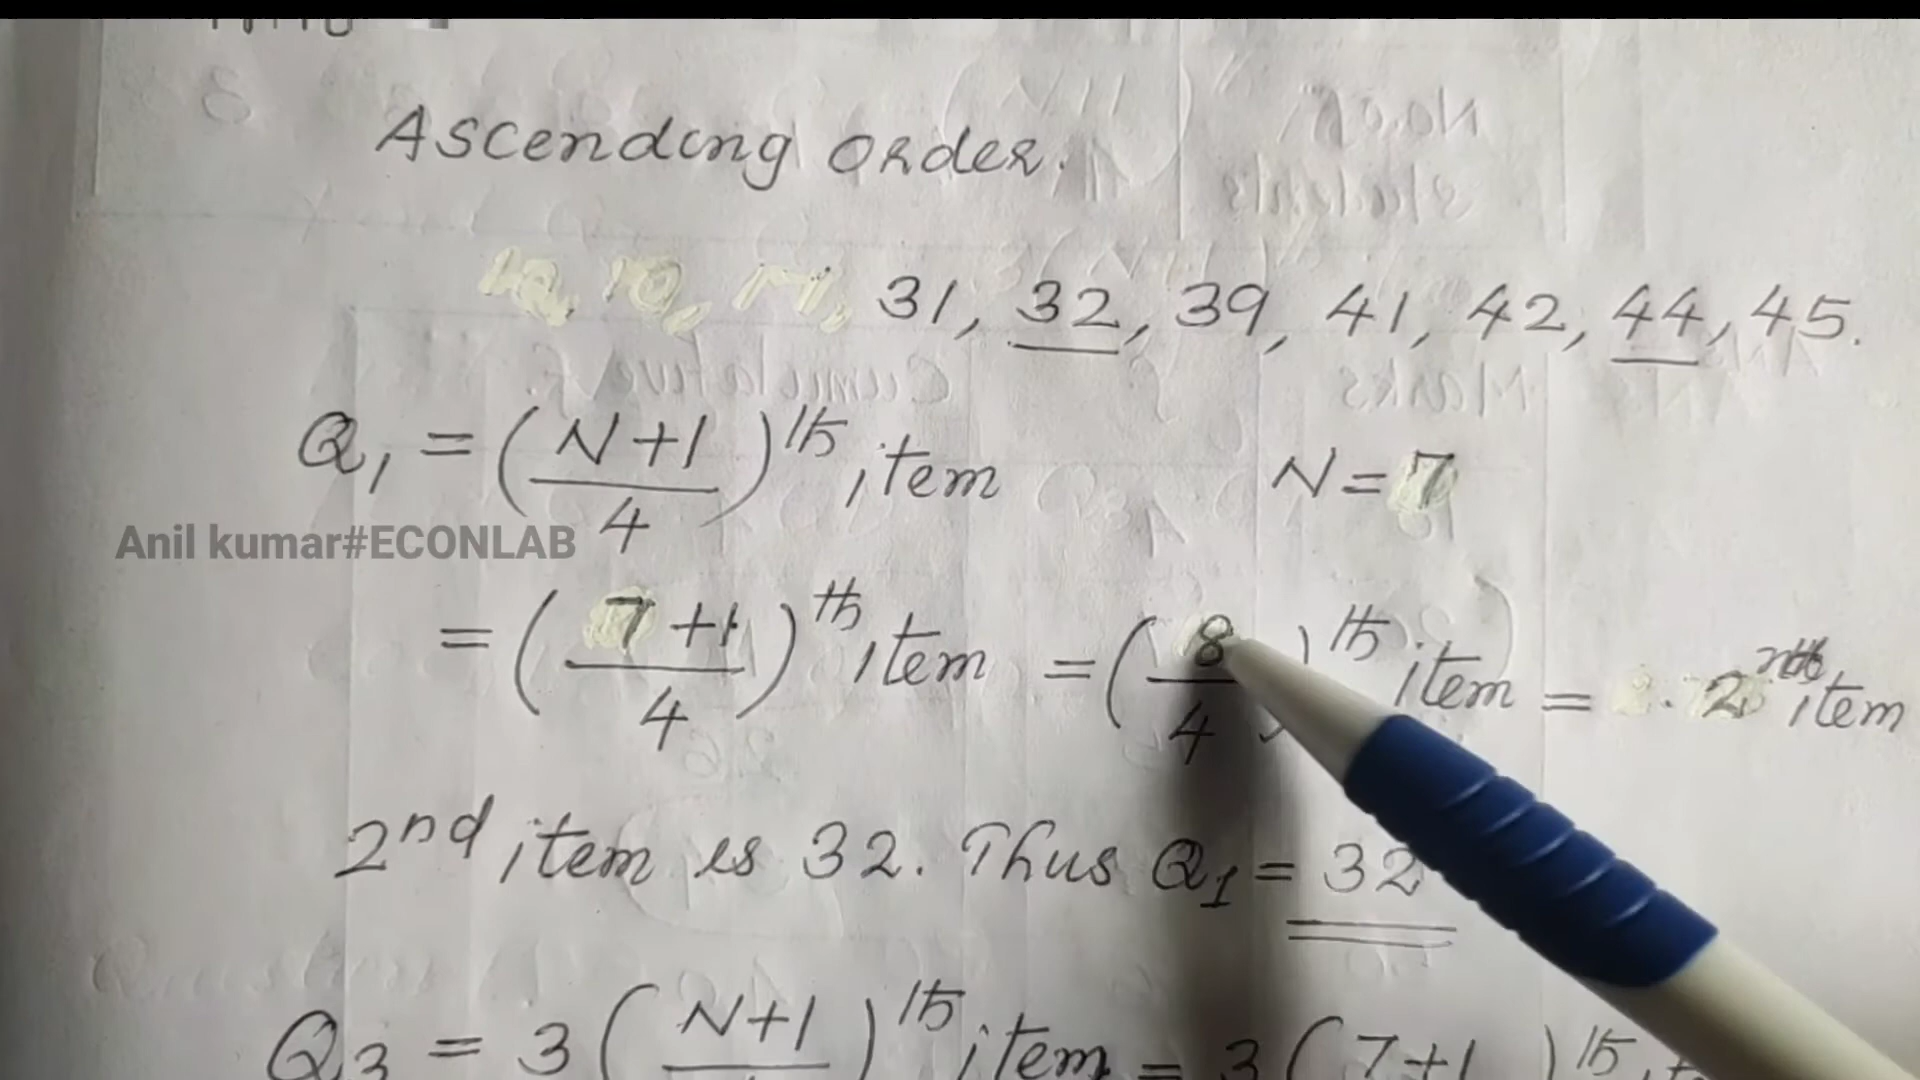 Ascending order.
31, 32, 39, 41, 42, 44, 45.
Q1 = (N+1/4)th item N = 7
Anil kumar#ECONLAB
= (7+1/4)th item = (8/4)th item = 2nd item
2nd item is 32. Thus Q1 = 32
Q3 = 3(N+1/4)th item = 3(7+1)th